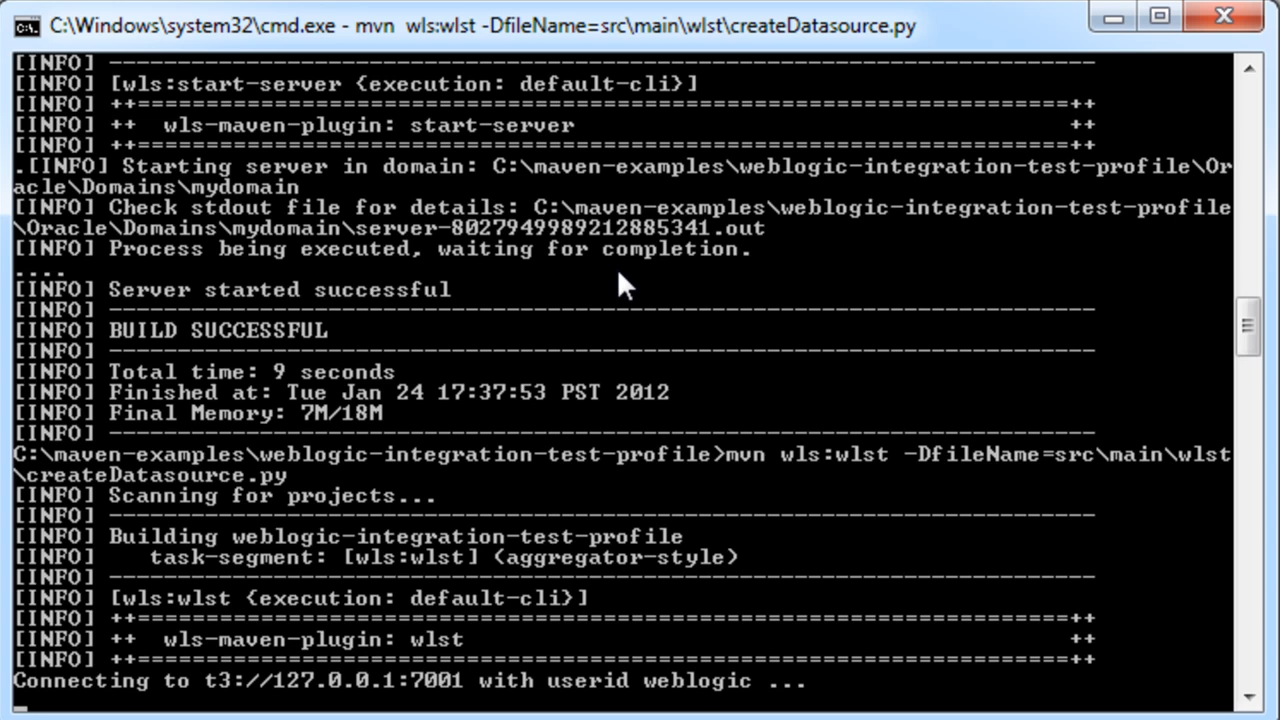 C:\Windows\system32\cmd.exe - mvn  wls:wlst -DfileName=src\main\wlst\createDatasource.py
[INFO] ------------------------------------------------------------------------
[INFO] [wls:start-server {execution: default-cli}]
[INFO] ++====================================================================++
[INFO] ++  wls-maven-plugin: start-server                                    ++
[INFO] ++====================================================================++
.[INFO] Starting server in domain: C:\maven-examples\weblogic-integration-test-profile\Or
acle\Domains\mydomain
[INFO] Check stdout file for details: C:\maven-examples\weblogic-integration-test-profile
\Oracle\Domains\mydomain\server-8027949989212885341.out
[INFO] Process being executed, waiting for completion.
....
[INFO] Server started successful
[INFO] ------------------------------------------------------------------------
[INFO] BUILD SUCCESSFUL
[INFO] ------------------------------------------------------------------------
[INFO] Total time: 9 seconds
[INFO] Finished at: Tue Jan 24 17:37:53 PST 2012
[INFO] Final Memory: 7M/18M
[INFO] ------------------------------------------------------------------------
C:\maven-examples\weblogic-integration-test-profile>mvn  wls:wlst -DfileName=src\main\wlst
\createDatasource.py
[INFO] Scanning for projects...
[INFO] ------------------------------------------------------------------------
[INFO] Building weblogic-integration-test-profile
[INFO]    task-segment: [wls:wlst] (aggregator-style)
[INFO] ------------------------------------------------------------------------
[INFO] [wls:wlst {execution: default-cli}]
[INFO] ++====================================================================++
[INFO] ++  wls-maven-plugin: wlst                                            ++
[INFO] ++====================================================================++
Connecting to t3://127.0.0.1:7001 with userid weblogic ...